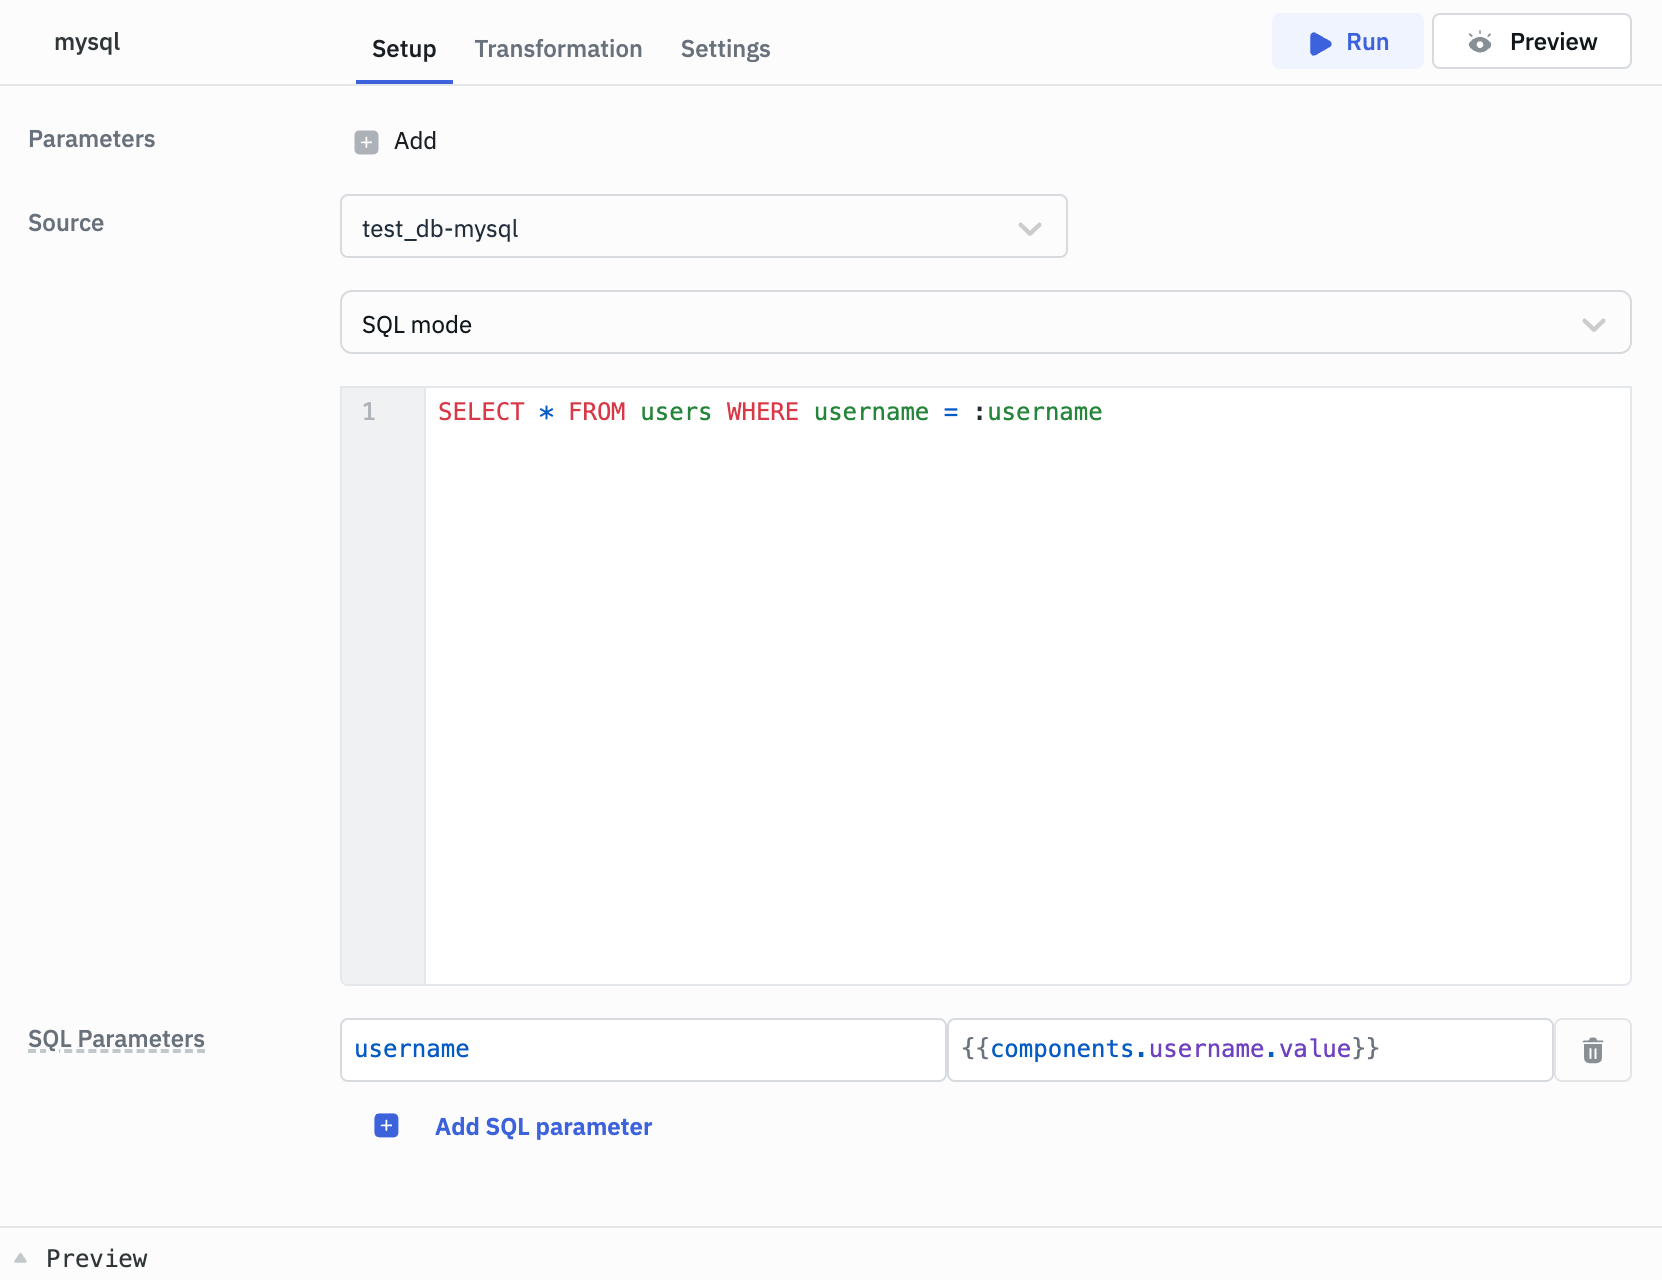 mysql
Setup Transformation Settings
Run Preview
Parameters
Add
Source
test_db-mysql
SQL mode
1 SELECT * FROM users WHERE username = :username
SQL Parameters
username {{components.username.value}}
Add SQL parameter
Preview